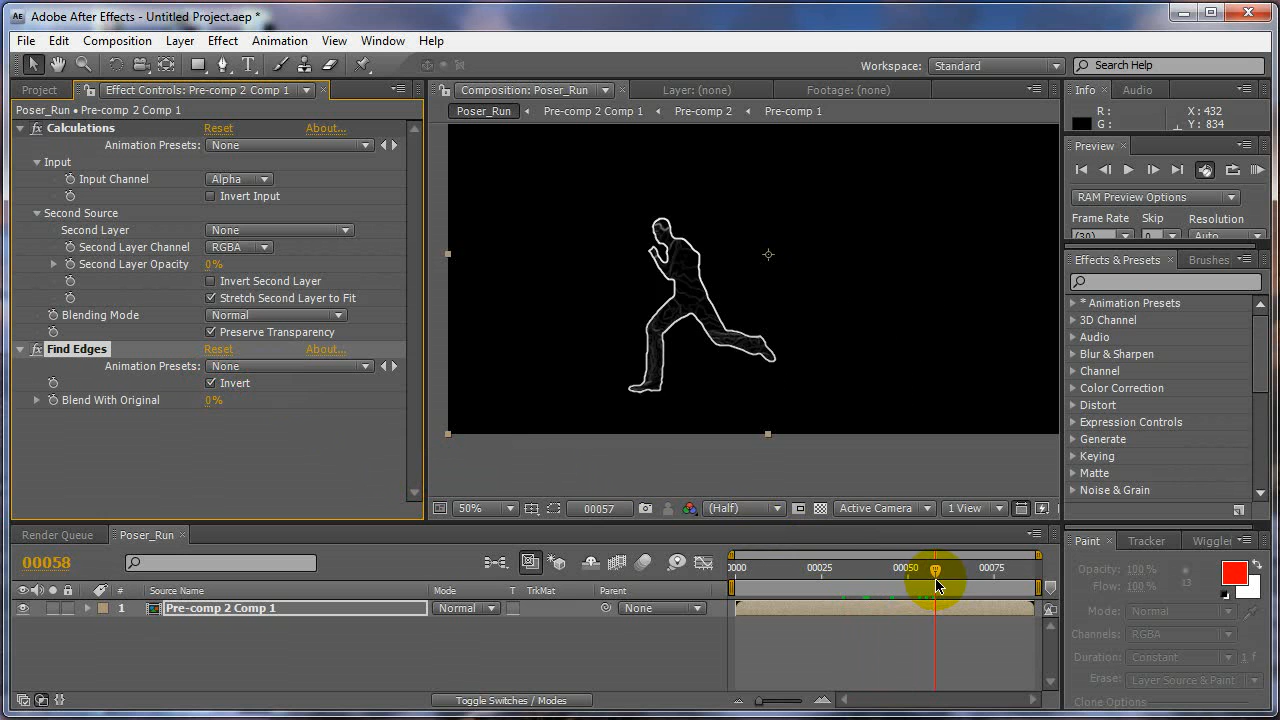 Adobe After Effects - Untitled Project.aep *
File Edit Composition Layer Effect Animation View Window Help
Workspace: Standard Search Help
Project Effect Controls: Pre-comp 2 Comp 1
Composition: Poser_Run Layer: (none) Footage: (none)
Info Audio
Poser_Run • Pre-comp 2 Comp 1
Poser_Run Pre-comp 2 Comp 1 Pre-comp 2 Pre-comp 1
R: X: 432
G: Y: 834
fx Calculations Reset About...
Animation Presets: None
Input
Input Channel Alpha
Invert Input
Second Source
Second Layer None
Second Layer Channel RGBA
Second Layer Opacity 0%
Invert Second Layer
Stretch Second Layer to Fit
Blending Mode Normal
Preserve Transparency
fx Find Edges Reset About...
Animation Presets: None
Invert
Blend With Original 0%
Preview
RAM Preview Options
Frame Rate Skip Resolution
(30) 0 Auto
Effects & Presets Brushes
* Animation Presets
3D Channel
Audio
Blur & Sharpen
Channel
Color Correction
Distort
Expression Controls
Generate
Keying
Matte
Noise & Grain
50% 00057 (Half) Active Camera 1 View
Render Queue Poser_Run
00058
0000 00025 00050 00075
# Source Name Mode T TrkMat Parent
1 Pre-comp 2 Comp 1 Normal None
Toggle Switches / Modes
Paint Tracker Wiggler
Opacity: 100 %
Flow: 100 % 13
Mode: Normal
Channels: RGBA
Duration: Constant 1 f
Erase: Layer Source & Paint
Clone Options